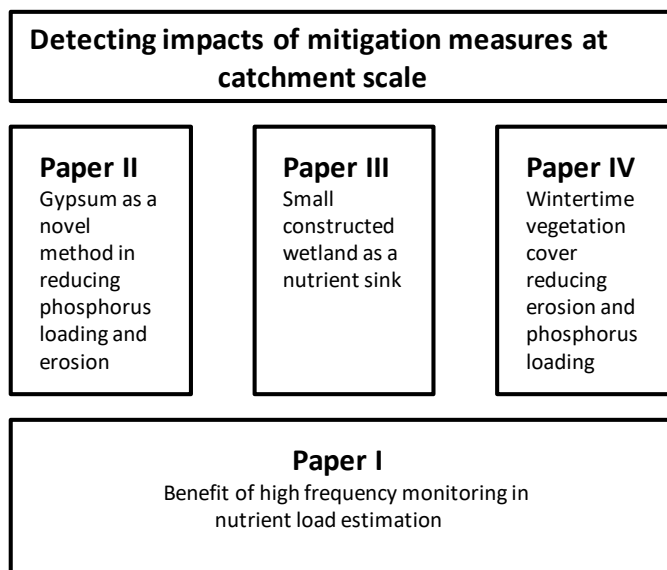 Detecting impacts of mitigation measures at
catchment scale
Paper II
Gypsum as a
novel
method in
reducing
phosphorus
loading and
erosion
Paper III
Small
constructed
wetland as a
nutrient sink
Paper IV
Wintertime
vegetation
cover
reducing
erosion and
phosphorus
loading
Paper I
Benefit of high frequency monitoring in
nutrient load estimation